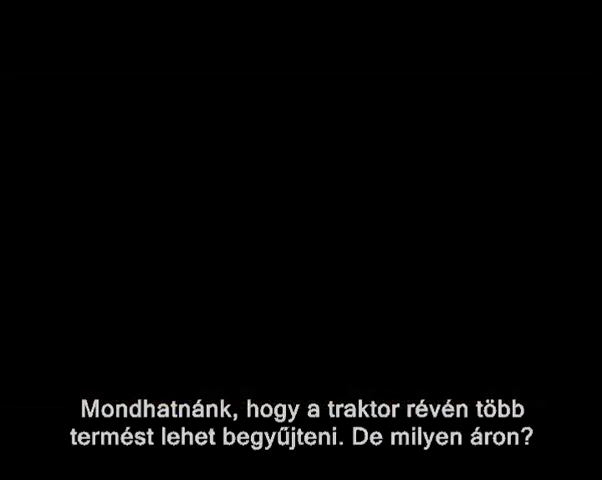 Mondhatnánk, hogy a traktor révén több
termést lehet begyűjteni. De milyen áron?